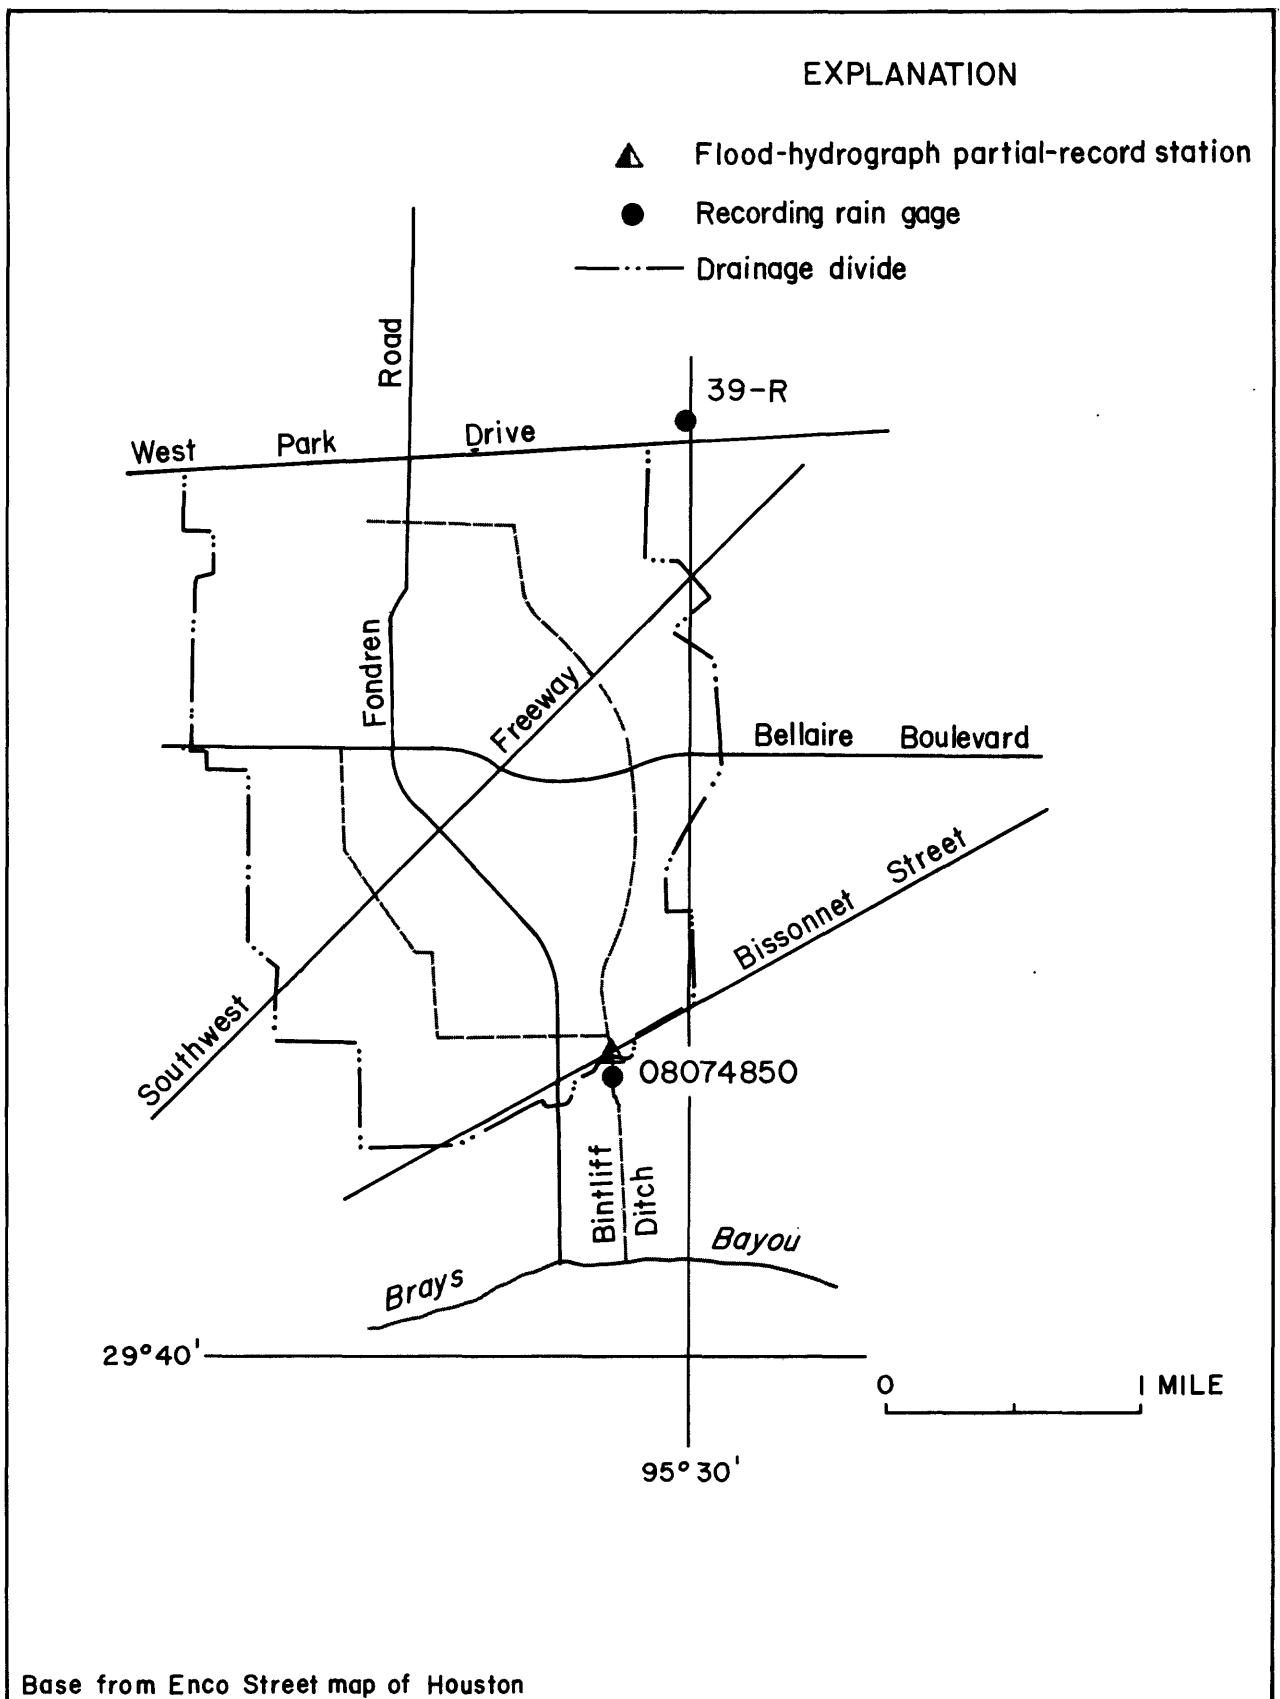 EXPLANATION
Flood-hydrograph partial-record station
Recording rain gage
Drainage divide
Road
39-R
West Park Drive
Fondren
Freeway
Bellaire Boulevard
Street
Bissonnet
Southwest
08074850
Bintliff
Ditch
Bayou
Brays
29°40'
0 1 MILE
95°30'
Base from Enco Street map of Houston